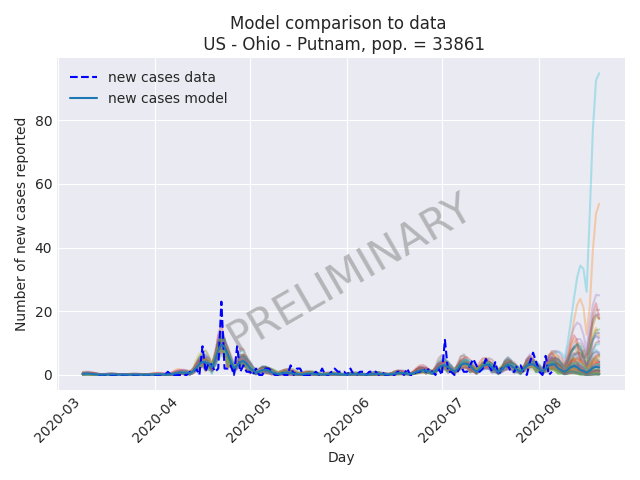 Model comparison to data
US - Ohio - Putnam, pop. = 33861
new cases data
new cases model
PRELIMINARY
Number of new cases reported
80
60
40
20
0
2020-03
2020-04
2020-05
2020-06
2020-07
2020-08
Day